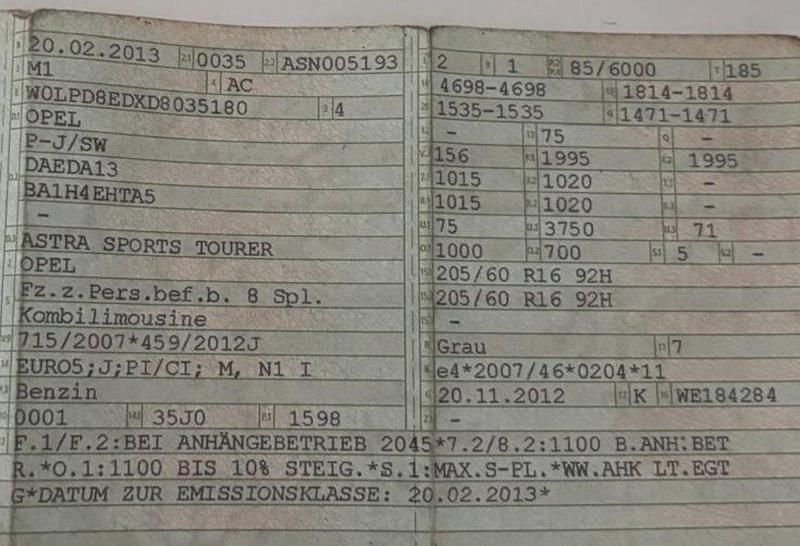 20.02.2013 0035 ASN005193
M1 AC
W0LPD8EDXD8035180 4
OPEL
P-J/SW
DAEDA13
BA1H4EHTA5
-
ASTRA SPORTS TOURER
OPEL
Fz.z.Pers.bef.b. 8 Spl.
Kombilimousine
715/2007*459/2012J
EURO5;J;PI/CI; M, N1 I
Benzin
0001 35J0 1598
2 1 85/6000 185
4698-4698 1814-1814
1535-1535 1471-1471
- 75 -
156 1995 1995
1015 1020 -
1015 1020 -
75 3750 71
1000 700 5 -
205/60 R16 92H
205/60 R16 92H
-
Grau 7
e4*2007/46*0204*11
20.11.2012 K WE184284
-
F.1/F.2:BEI ANHÄNGEBETRIEB 2045*7.2/8.2:1100 B.ANH:BET
R.*O.1:1100 BIS 10% STEIG.*S.1:MAX.S-PL.*WW.AHK LT.EGT
G*DATUM ZUR EMISSIONSKLASSE: 20.02.2013*